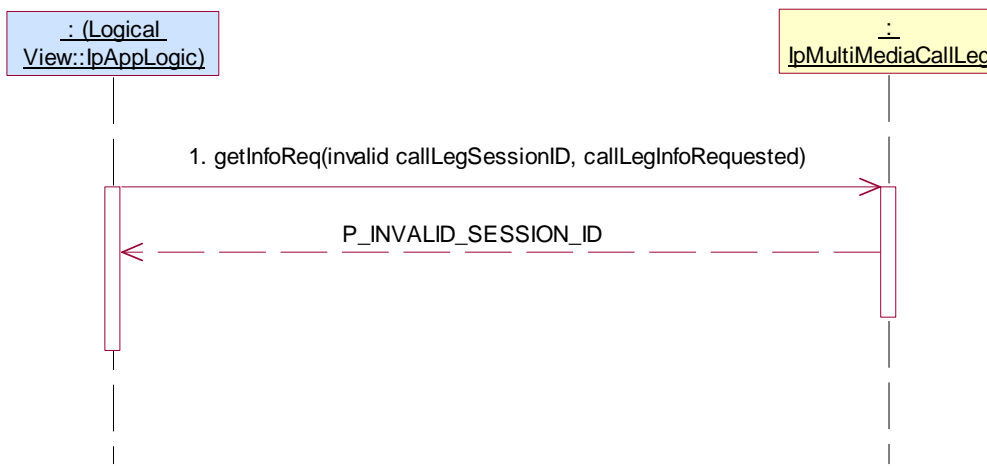 : (Logical
View::IpAppLogic)
:
IpMultiMediaCallLeg
1. getInfoReq(invalid callLegSessionID, callLegInfoRequested)
P_INVALID_SESSION_ID